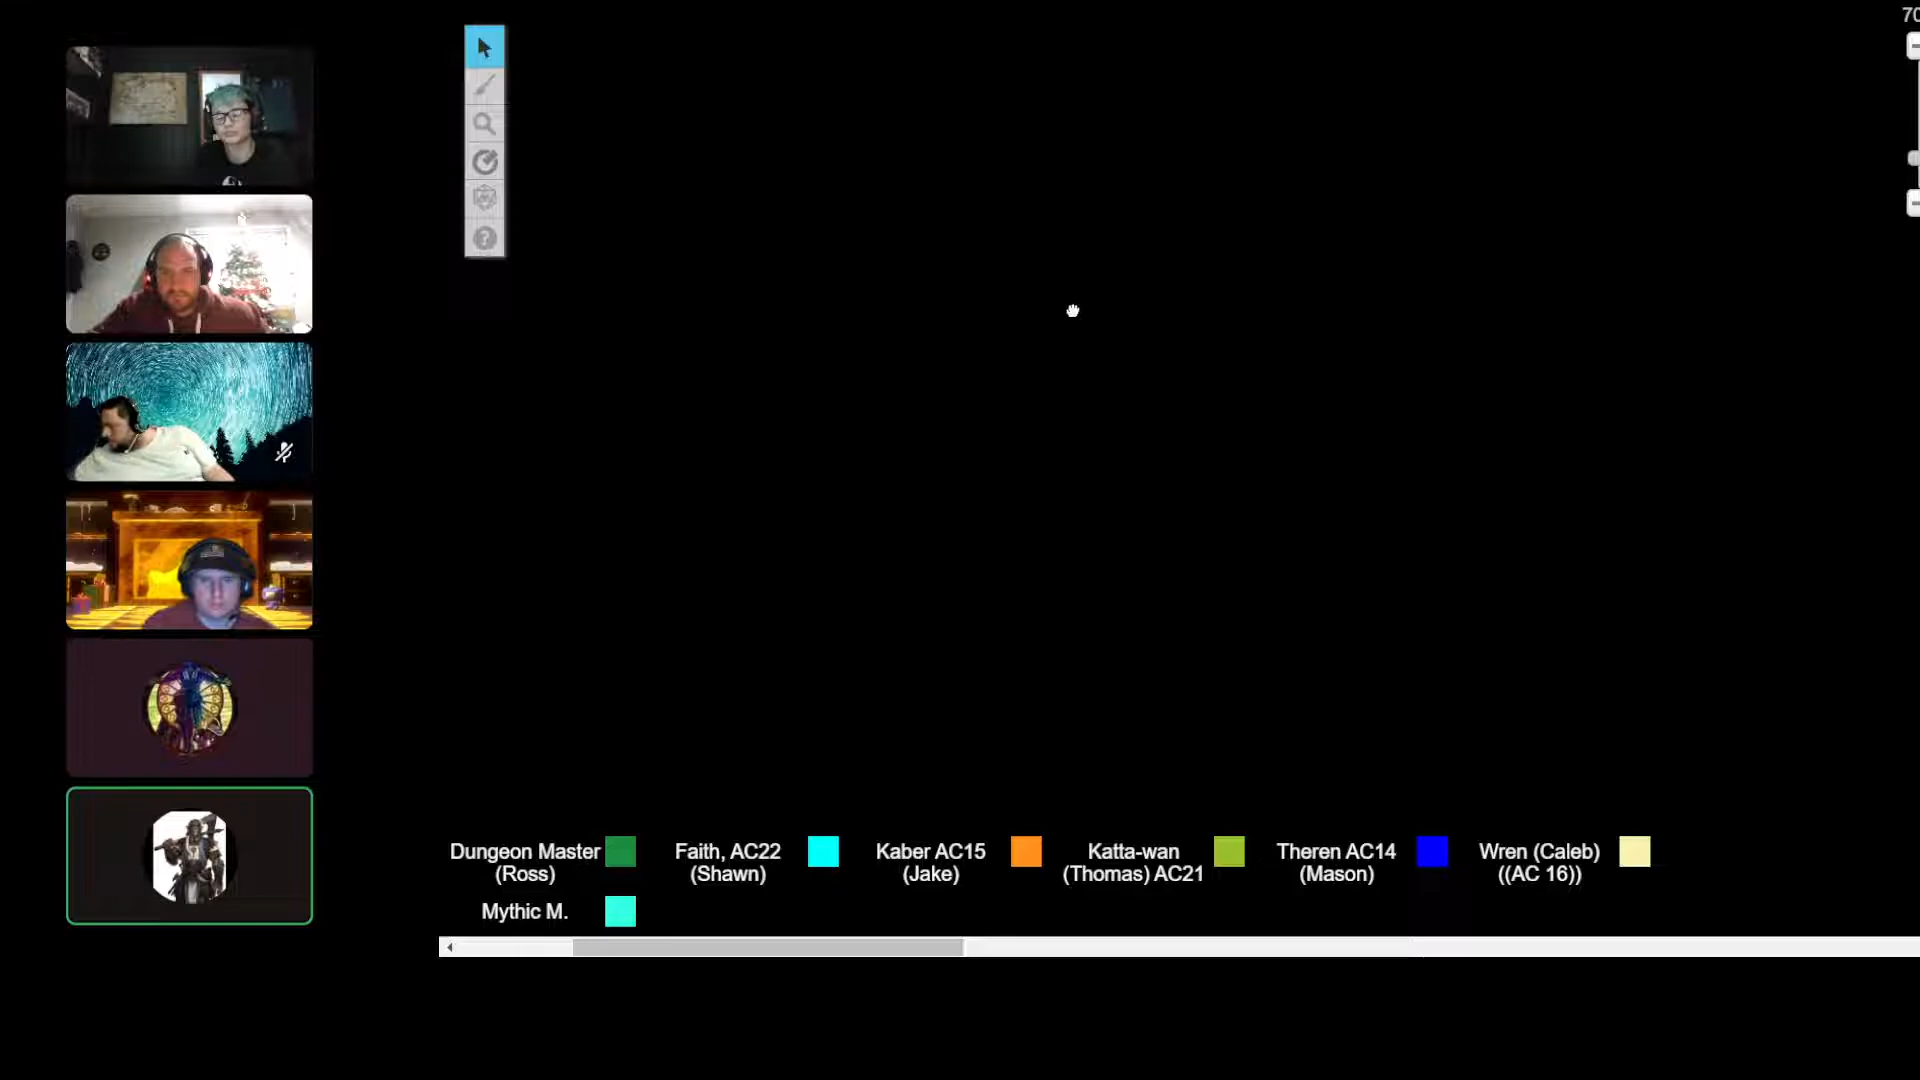 70
Dungeon Master
(Ross)
Faith, AC22
(Shawn)
Kaber AC15
(Jake)
Katta-wan
(Thomas) AC21
Theren AC14
(Mason)
Wren (Caleb)
((AC 16))
Mythic M.